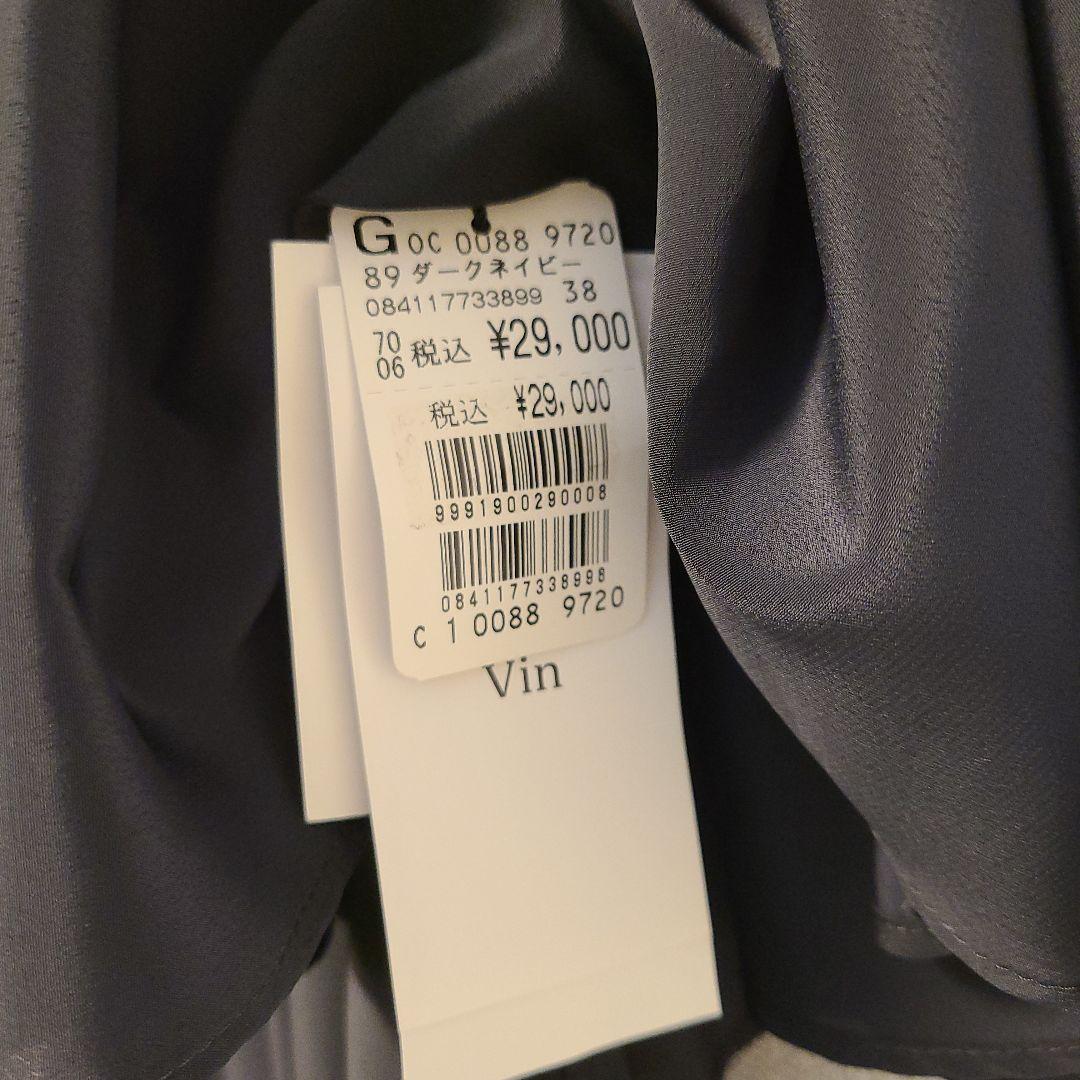 G 0C 0088 9720
89 ダークネイビー
084117733899 38
70
06 税込 ¥29,000
税込 ¥29,000
9991900290008
0841177338998
C 1 0088 9720
Vin